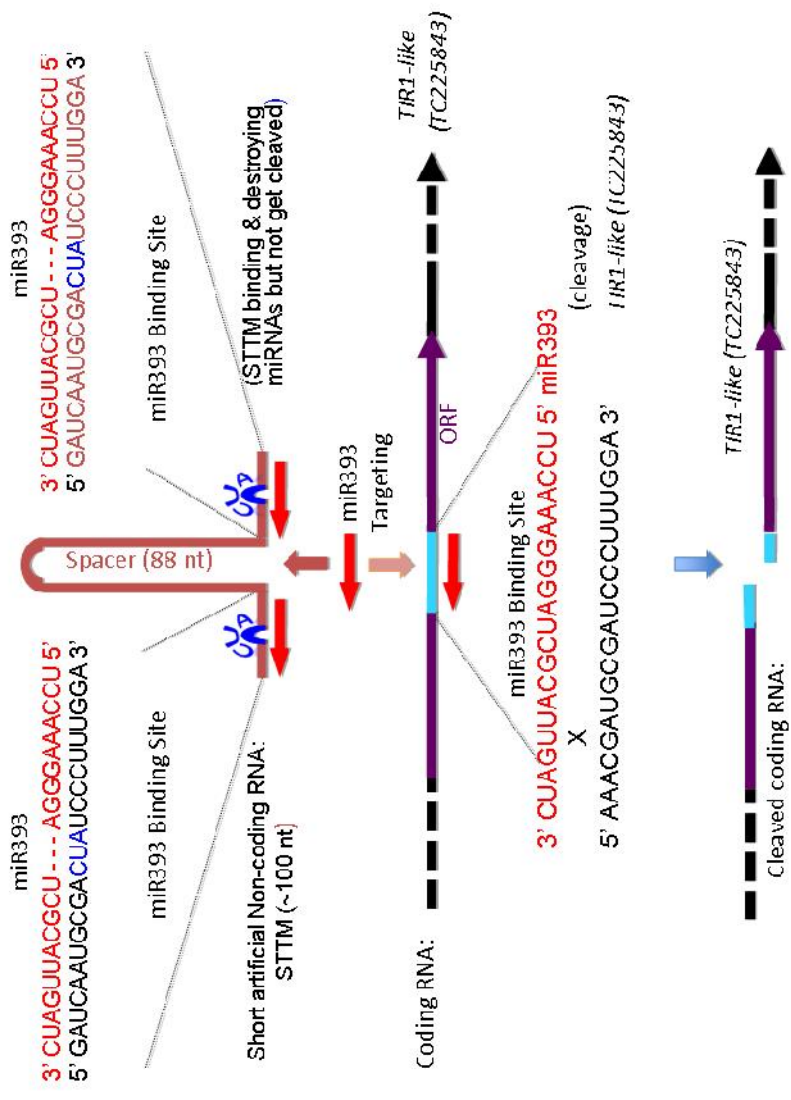 miR393
3' CUAGUUACGCU - - - AGGGAAACCU 5'
5' GAUCAAUGCGACUAUCCCUUUGGA 3'
miR393 Binding Site
miR393
3' CUAGUUACGCU - - - AGGGAAACCU 5'
5' GAUCAAUGCGACUAUCCCUUUGGA 3'
miR393 Binding Site
Spacer (88 nt)
Short artificial Non-coding RNA:
STTM (~100 nt)
(STTM binding & destroying
miRNAs but not get cleaved)
miR393
Targeting
Coding RNA:
ORF
TIR1-like
(TC225843)
miR393 Binding Site
3' CUAGUUACGCUAGGGAAACCU 5' miR393
X
5' AAACGAUGCGAUCCCUUUGGA 3'
(cleavage)
TIR1-like (TC225843)
Cleaved coding RNA:
TIR1-like (TC225843)